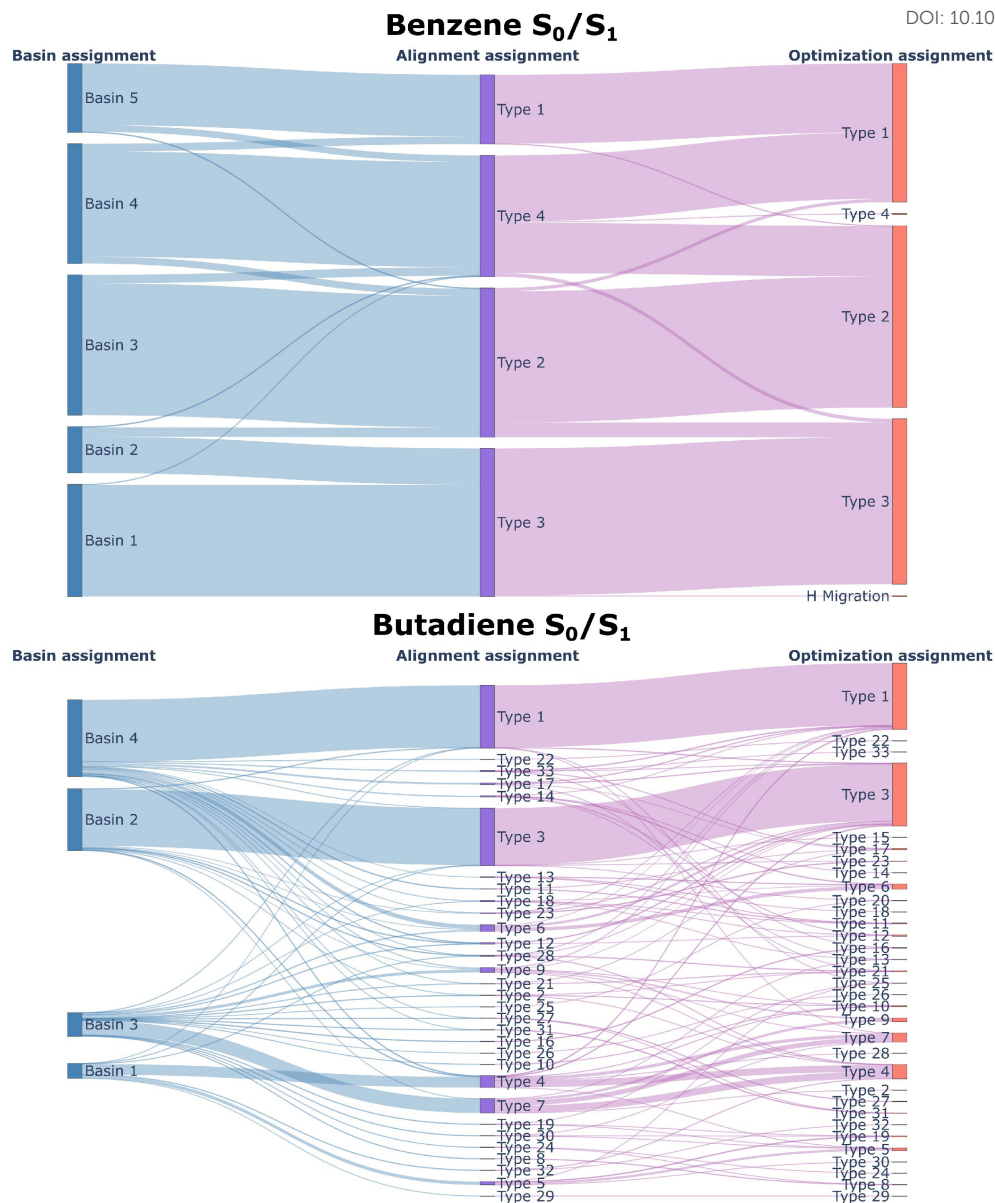 DOI: 10.10
Benzene S₀/S₁
Basin assignment Alignment assignment Optimization assignment
Basin 5
Basin 4
Basin 3
Basin 2
Basin 1
Type 1
Type 4
Type 2
Type 3
Type 1
Type 4
Type 2
Type 3
H Migration
Butadiene S₀/S₁
Basin assignment Alignment assignment Optimization assignment
Basin 4
Basin 2
Basin 3
Basin 1
Type 1
Type 22
Type 33
Type 17
Type 14
Type 3
Type 13
Type 11
Type 18
Type 23
Type 6
Type 12
Type 28
Type 9
Type 21
Type 2
Type 25
Type 27
Type 31
Type 16
Type 26
Type 10
Type 4
Type 7
Type 19
Type 30
Type 24
Type 8
Type 32
Type 5
Type 29
Type 1
Type 22
Type 33
Type 3
Type 15
Type 17
Type 23
Type 14
Type 6
Type 20
Type 18
Type 11
Type 12
Type 16
Type 13
Type 21
Type 25
Type 26
Type 10
Type 9
Type 7
Type 28
Type 4
Type 2
Type 27
Type 31
Type 32
Type 19
Type 5
Type 30
Type 24
Type 8
Type 29